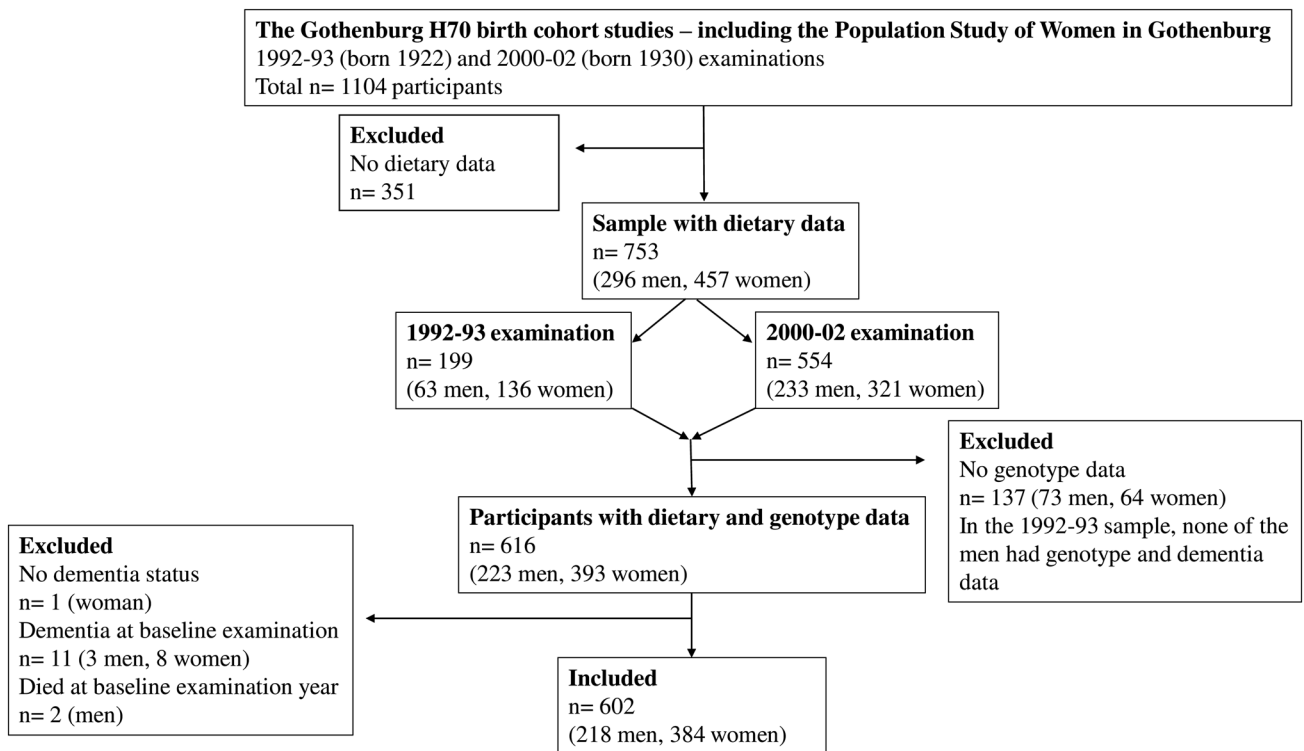 The Gothenburg H70 birth cohort studies – including the Population Study of Women in Gothenburg
1992-93 (born 1922) and 2000-02 (born 1930) examinations
Total n= 1104 participants
Excluded
No dietary data
n= 351
Sample with dietary data
n= 753
(296 men, 457 women)
1992-93 examination
n= 199
(63 men, 136 women)
2000-02 examination
n= 554
(233 men, 321 women)
Excluded
No genotype data
n= 137 (73 men, 64 women)
In the 1992-93 sample, none of the
men had genotype and dementia
data
Participants with dietary and genotype data
n= 616
(223 men, 393 women)
Excluded
No dementia status
n= 1 (woman)
Dementia at baseline examination
n= 11 (3 men, 8 women)
Died at baseline examination year
n= 2 (men)
Included
n= 602
(218 men, 384 women)